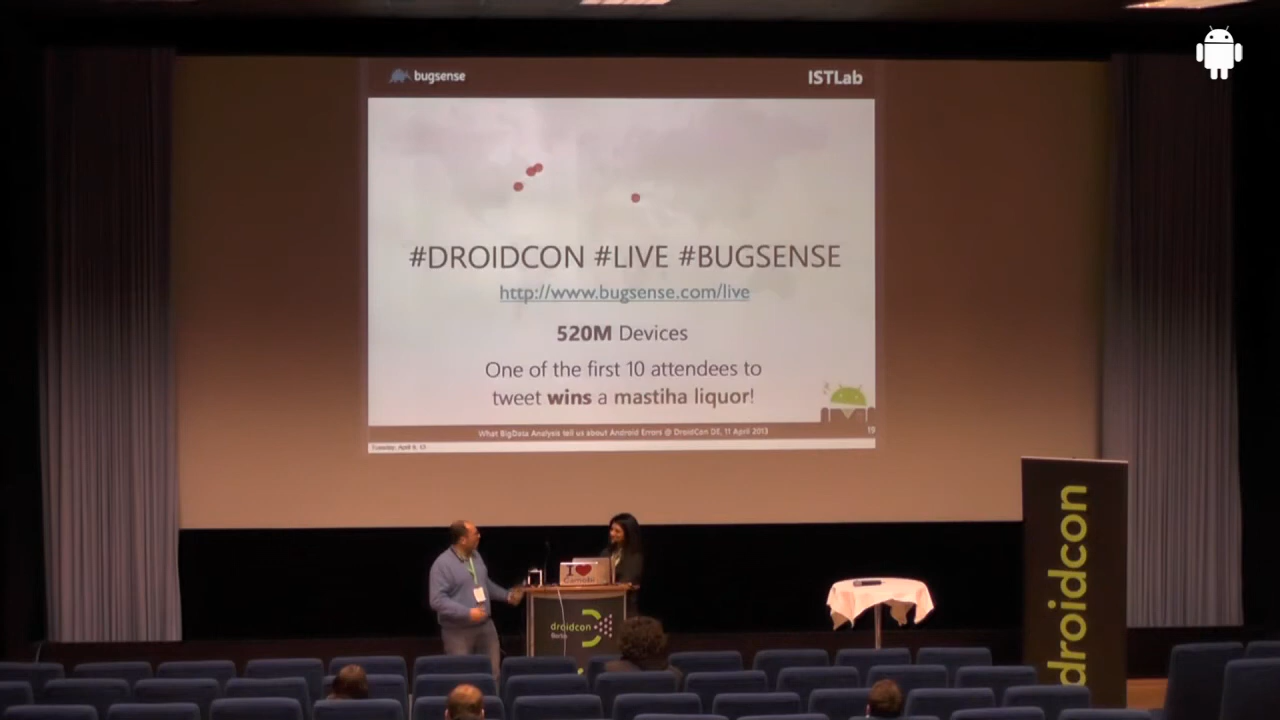 bugsense
ISTLab
#DROIDCON #LIVE #BUGSENSE
http://www.bugsense.com/live
520M Devices
One of the first 10 attendees to
tweet wins a mastiha liquor!
What BigData Analysis tell us about Android Errors @ DroidCon DE, 11 April 2013
19
I
droidcon
Berlin
droidcon